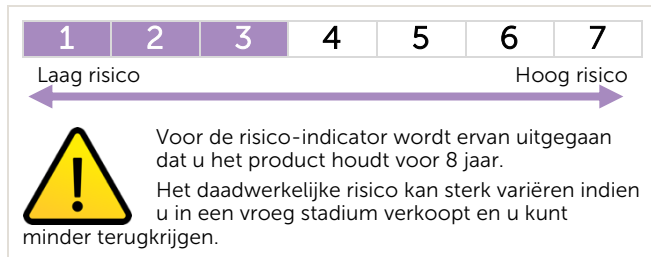 1 2 3 4 5 6 7
Laag risico Hoog risico
Voor de risico-indicator wordt ervan uitgegaan
dat u het product houdt voor 8 jaar.
Het daadwerkelijke risico kan sterk variëren indien
u in een vroeg stadium verkoopt en u kunt
minder terugkrijgen.